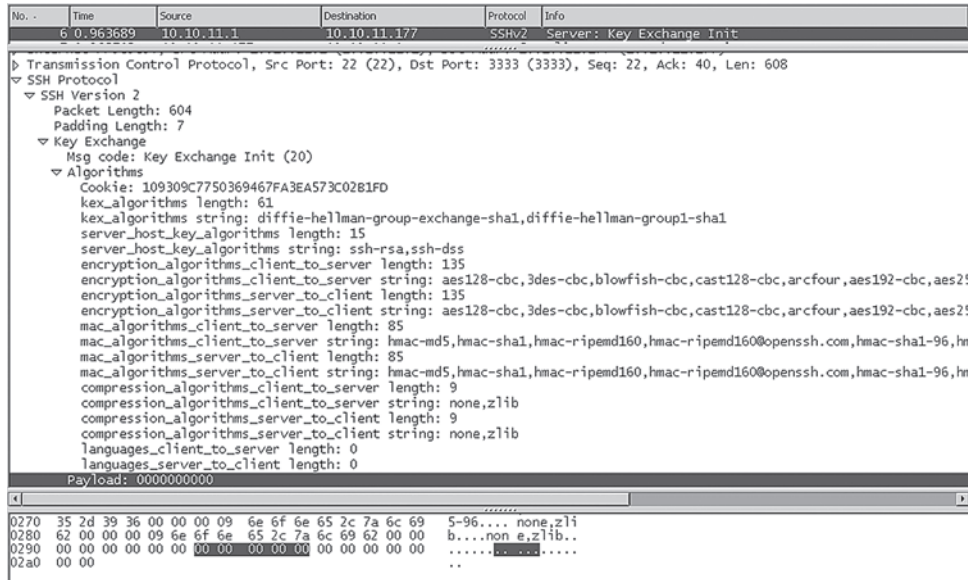 No. - Time Source Destination Protocol Info
6 0.963689 10.10.11.1 10.10.11.177 SSHv2 Server: Key Exchange Init
Transmission Control Protocol, Src Port: 22 (22), Dst Port: 3333 (3333), Seq: 22, Ack: 40, Len: 608
SSH Protocol
SSH Version 2
Packet Length: 604
Padding Length: 7
Key Exchange
Msg code: Key Exchange Init (20)
Algorithms
Cookie: 109309C7750369467FA3EA573C02B1FD
kex_algorithms length: 61
kex_algorithms string: diffie-hellman-group-exchange-sha1,diffie-hellman-group1-sha1
server_host_key_algorithms length: 15
server_host_key_algorithms string: ssh-rsa,ssh-dss
encryption_algorithms_client_to_server length: 135
encryption_algorithms_client_to_server string: aes128-cbc,3des-cbc,blowfish-cbc,cast128-cbc,arcfour,aes192-cbc,aes25
encryption_algorithms_server_to_client length: 135
encryption_algorithms_server_to_client string: aes128-cbc,3des-cbc,blowfish-cbc,cast128-cbc,arcfour,aes192-cbc,aes25
mac_algorithms_client_to_server length: 85
mac_algorithms_client_to_server string: hmac-md5,hmac-sha1,hmac-ripemd160,hmac-ripemd160@openssh.com,hmac-sha1-96,hm
mac_algorithms_server_to_client length: 85
mac_algorithms_server_to_client string: hmac-md5,hmac-sha1,hmac-ripemd160,hmac-ripemd160@openssh.com,hmac-sha1-96,hm
compression_algorithms_client_to_server length: 9
compression_algorithms_client_to_server string: none,zlib
compression_algorithms_server_to_client length: 9
compression_algorithms_server_to_client string: none,zlib
languages_client_to_server length: 0
languages_server_to_client length: 0
Payload: 0000000000
0270 35 2d 39 36 00 00 00 09 6e 6f 6e 65 2c 7a 6c 69 5-96.... none,zli
0280 62 00 00 00 09 6e 6f 6e 65 2c 7a 6c 69 62 00 00 b....non e,zlib..
0290 00 00 00 00 00 00 00 00 00 00 00 00 00 00 00 00 ........ ........
02a0 00 00 ..